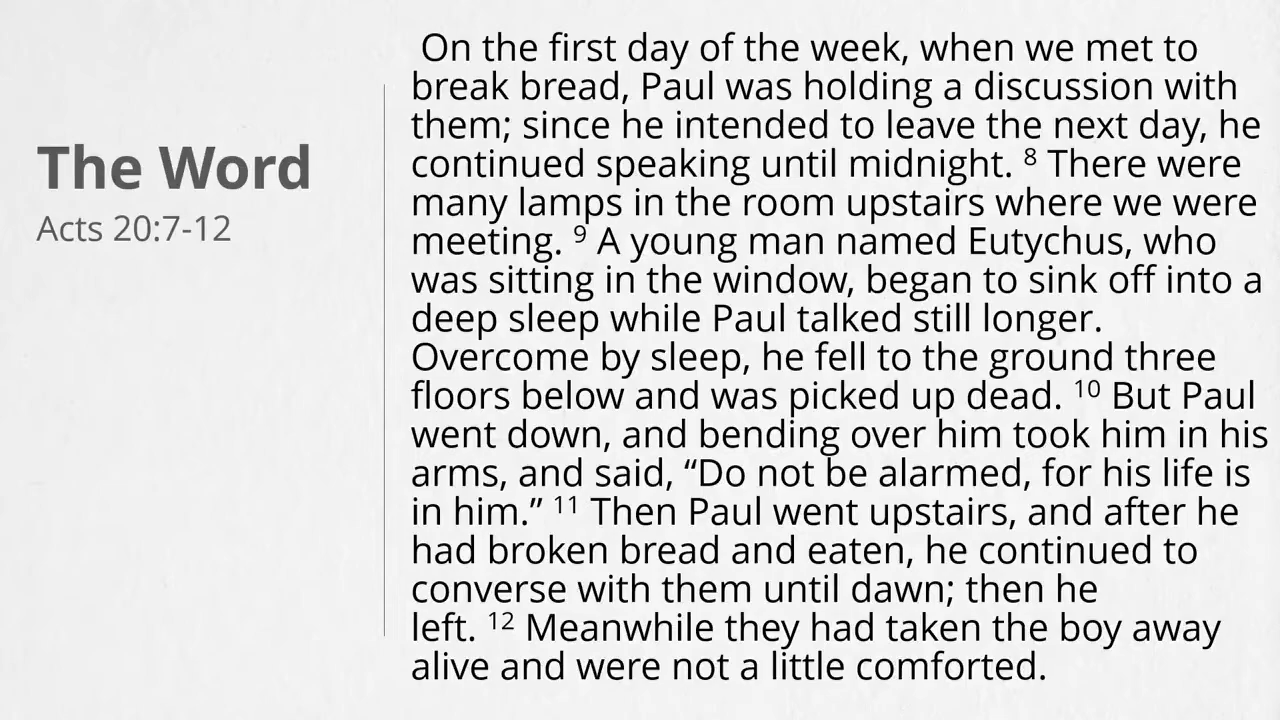 The Word
Acts 20:7-12
On the first day of the week, when we met to
break bread, Paul was holding a discussion with
them; since he intended to leave the next day, he
continued speaking until midnight. ⁸ There were
many lamps in the room upstairs where we were
meeting. ⁹ A young man named Eutychus, who
was sitting in the window, began to sink off into a
deep sleep while Paul talked still longer.
Overcome by sleep, he fell to the ground three
floors below and was picked up dead. ¹⁰ But Paul
went down, and bending over him took him in his
arms, and said, “Do not be alarmed, for his life is
in him.” ¹¹ Then Paul went upstairs, and after he
had broken bread and eaten, he continued to
converse with them until dawn; then he
left. ¹² Meanwhile they had taken the boy away
alive and were not a little comforted.